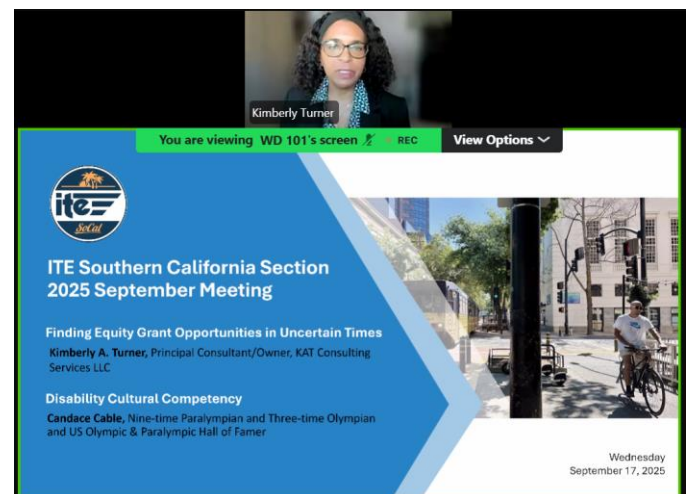 Kimberly Turner
You are viewing WD 101's screen
REC
View Options
ite
SoCal
ITE Southern California Section
2025 September Meeting
Finding Equity Grant Opportunities in Uncertain Times
Kimberly A. Turner, Principal Consultant/Owner, KAT Consulting
Services LLC
Disability Cultural Competency
Candace Cable, Nine-time Paralympian and Three-time Olympian
and US Olympic & Paralympic Hall of Famer
Wednesday
September 17, 2025